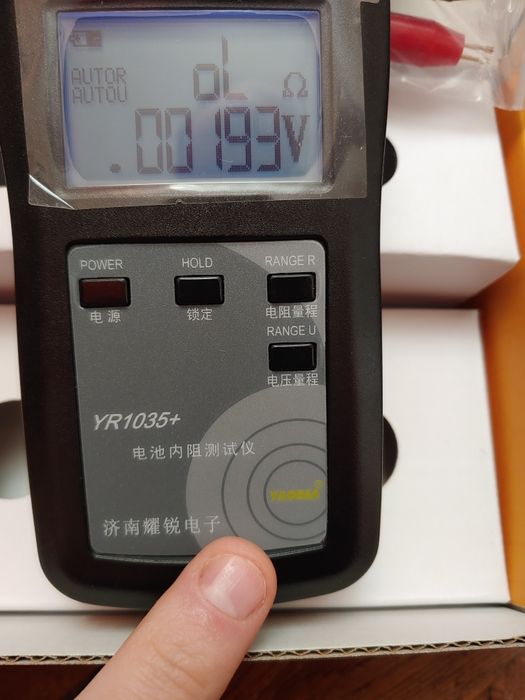 AUTOR
oL Ω
AUTOU
.00193V
POWER
HOLD
RANGE R
电源
锁定
电阻量程
RANGE U
电压量程
YR1035+
电池内阻测试仪
济南耀锐电子